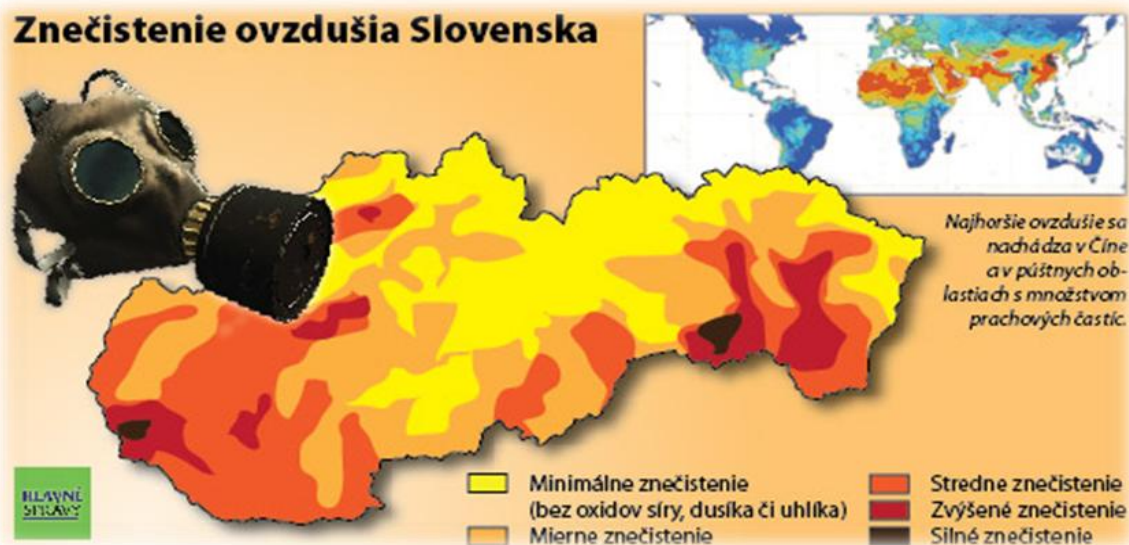 Znečistenie ovzdušia Slovenska
Najhoršie ovzdušie sa
nachádza v Číne
a v púštnych ob-
lastiach s množstvom
prachových častíc.
HLAVNÉ
SPRÁVY
Minimálne znečistenie
(bez oxidov síry, dusíka či uhlíka)
Mierne znečistenie
Stredne znečistenie
Zvýšené znečistenie
Silné znečistenie